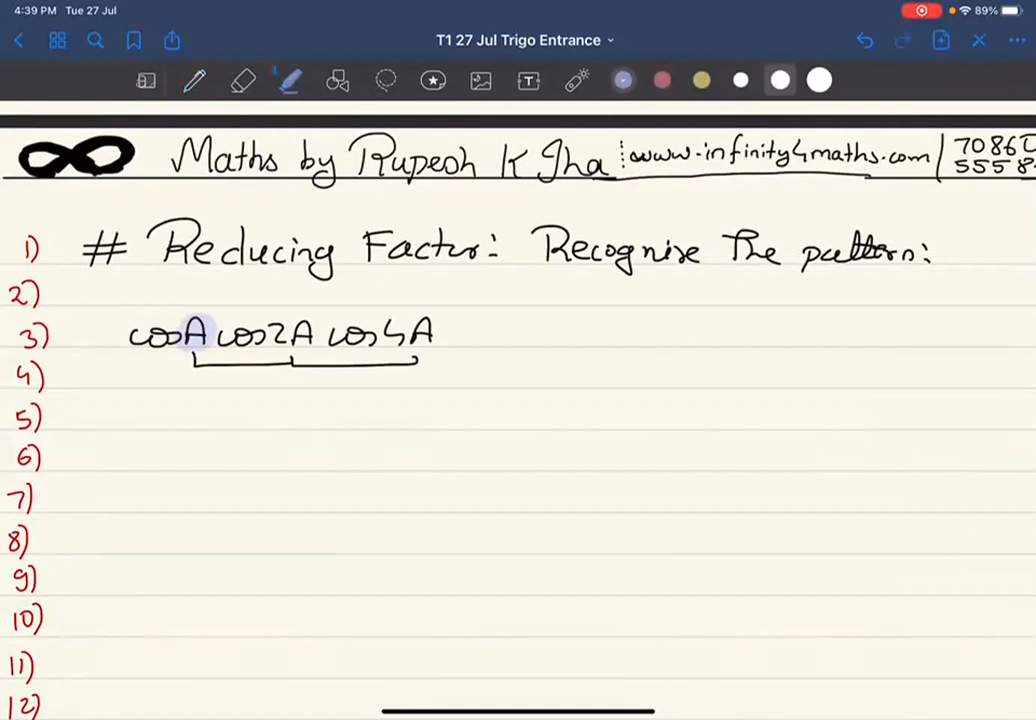 4:39 PM Tue 27 Jul
89%
T1 27 Jul Trigo Entrance
Maths by Rupesh K Jha www.infinity4maths.com 7086
5558
1) # Reducing Factor: Recognise The pattern:
2)
3) cosA cos2A cos4A
4)
5)
6)
7)
8)
9)
10)
11)
12)